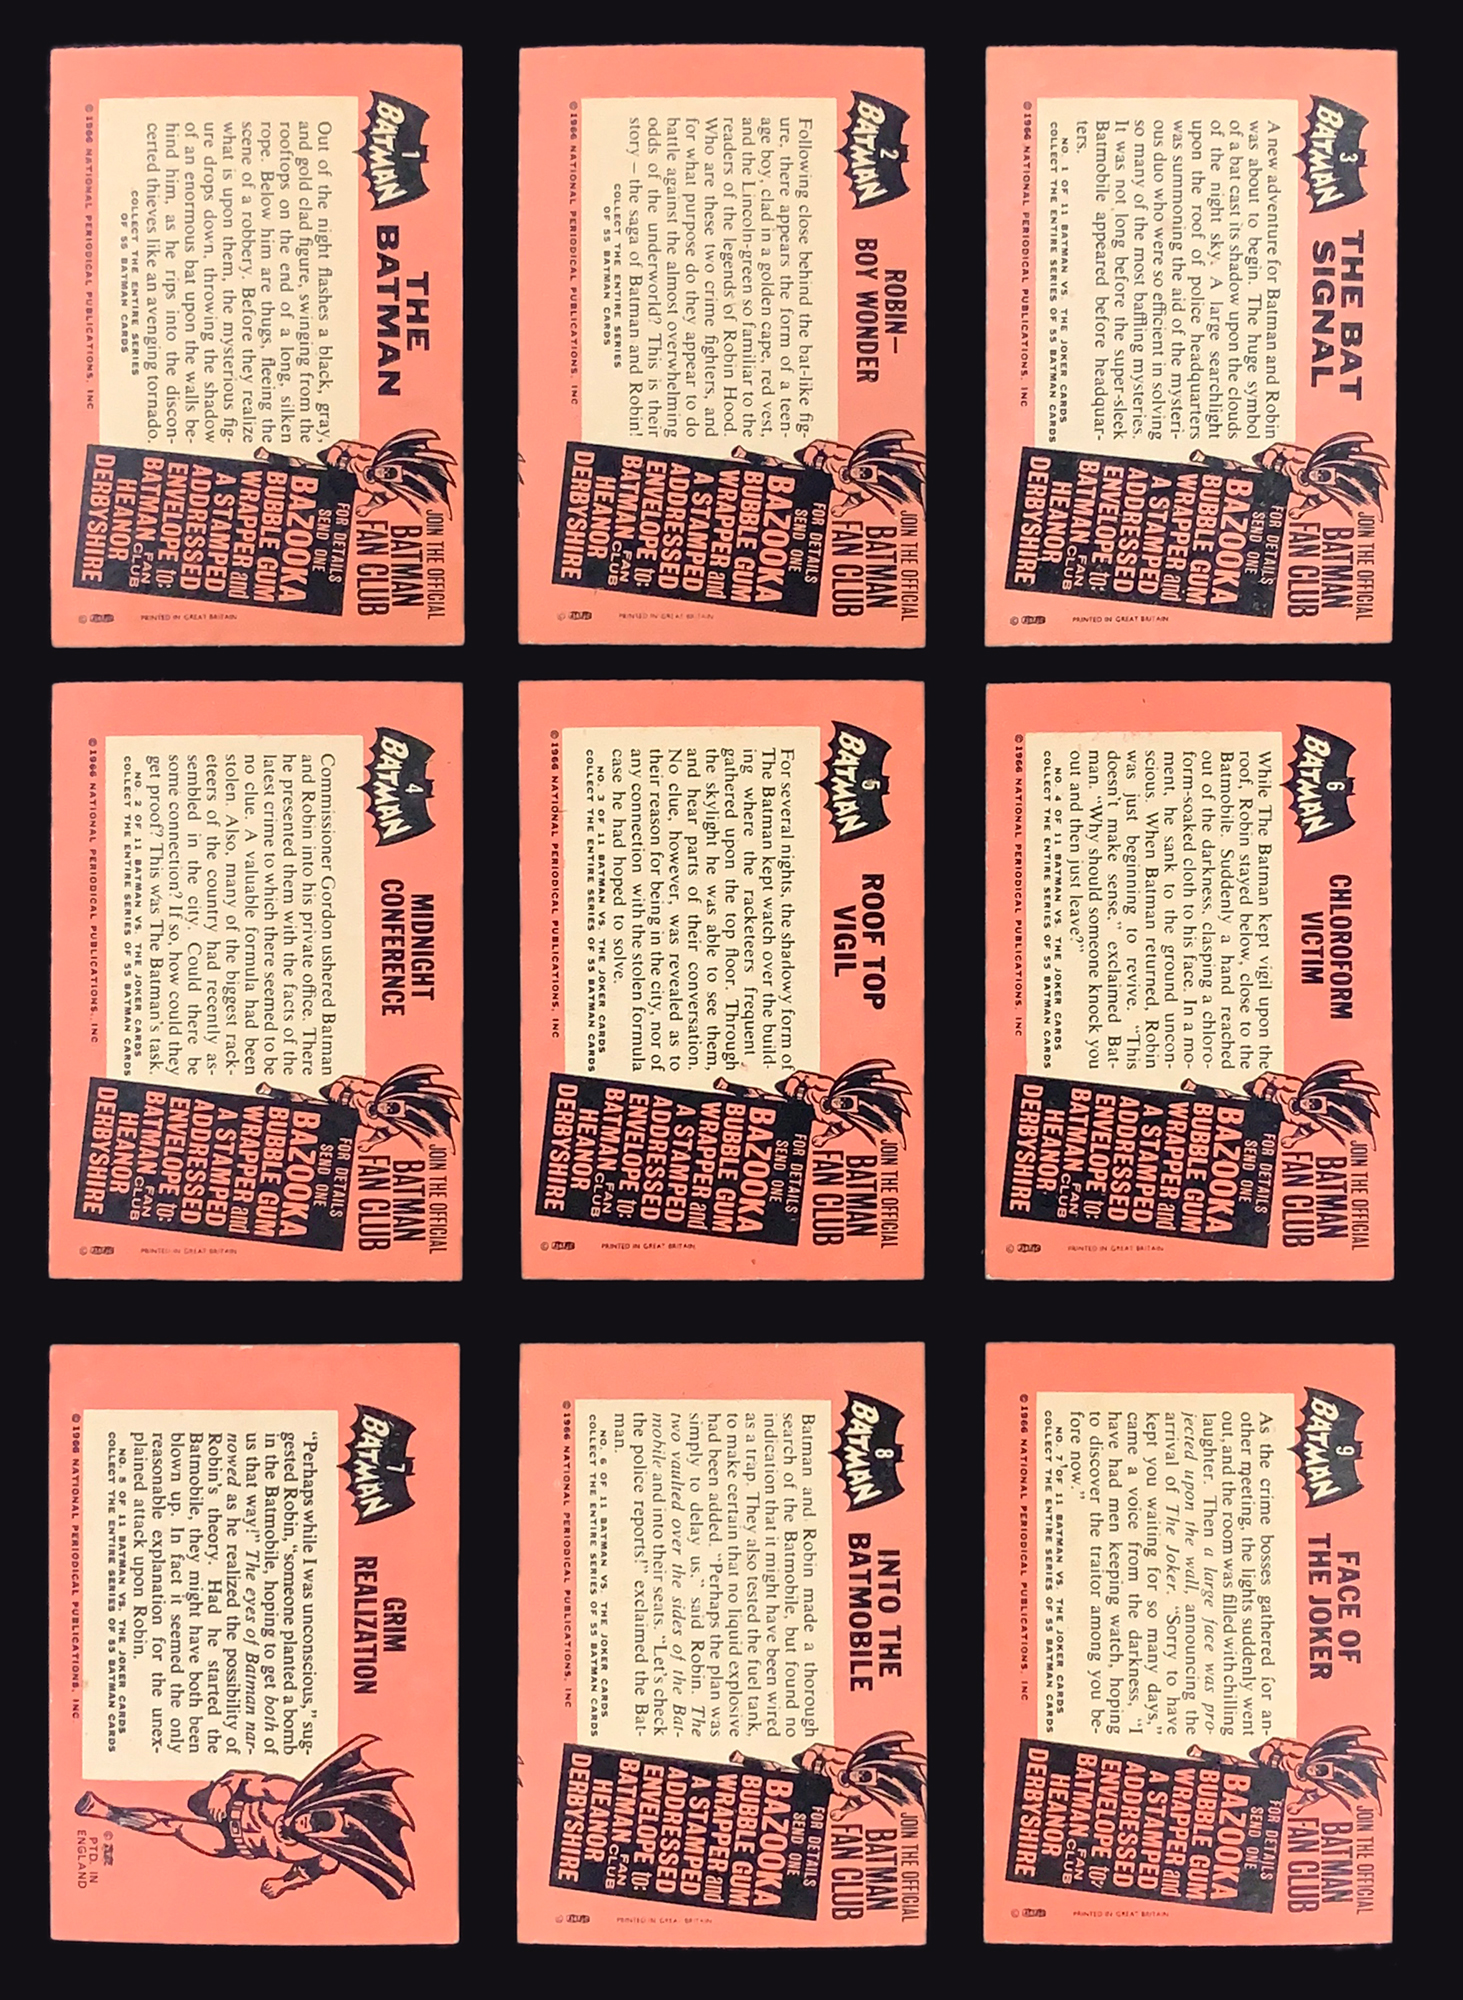 1
BATMAN
THE
BATMAN
Out of the night flashes a black, gray,
and gold clad figure, swinging from the
rooftops on the end of a long, silken
rope. Below him are thugs, fleeing the
scene of a robbery. Before they realize
what is upon them, the mysterious fig-
ure drops down, throwing the shadow
of an enormous bat upon the walls be-
hind him, as he rips into the discon-
certed thieves like an avenging tornado.
COLLECT THE ENTIRE SERIES
OF 55 BATMAN CARDS
© 1966 NATIONAL PERIODICAL PUBLICATIONS, INC
JOIN THE OFFICIAL
BATMAN
FAN CLUB
FOR DETAILS
SEND ONE
BAZOOKA
BUBBLE GUM
WRAPPER and
A STAMPED
ADDRESSED
ENVELOPE to:
BATMAN FAN CLUB
HEANOR
DERBYSHIRE
© PRINTED IN GREAT BRITAIN
2
BATMAN
ROBIN—
BOY WONDER
Following close behind the bat-like fig-
ure, there appears the form of a teen-
age boy, clad in a golden cape, red vest,
and the Lincoln-green so familiar to the
readers of the legends of Robin Hood.
Who are these two crime fighters, and
for what purpose do they appear to do
battle against the almost overwhelming
odds of the underworld? This is their
story — the saga of Batman and Robin!
COLLECT THE ENTIRE SERIES
OF 55 BATMAN CARDS
© 1966 NATIONAL PERIODICAL PUBLICATIONS, INC
JOIN THE OFFICIAL
BATMAN
FAN CLUB
FOR DETAILS
SEND ONE
BAZOOKA
BUBBLE GUM
WRAPPER and
A STAMPED
ADDRESSED
ENVELOPE to:
BATMAN FAN CLUB
HEANOR
DERBYSHIRE
© PRINTED IN GREAT BRITAIN
3
BATMAN
THE BAT
SIGNAL
A new adventure for Batman and Robin
was about to begin. The huge symbol
of a bat cast its shadow upon the clouds
of the night sky. A large searchlight
upon the roof of police headquarters
was summoning the aid of the mysteri-
ous duo who were so efficient in solving
so many of the most baffling mysteries.
It was not long before the super-sleek
Batmobile appeared before headquar-
ters.
NO. 1 OF 11 BATMAN VS. THE JOKER CARDS
COLLECT THE ENTIRE SERIES OF 55 BATMAN CARDS
© 1966 NATIONAL PERIODICAL PUBLICATIONS, INC
JOIN THE OFFICIAL
BATMAN
FAN CLUB
FOR DETAILS
SEND ONE
BAZOOKA
BUBBLE GUM
WRAPPER and
A STAMPED
ADDRESSED
ENVELOPE to:
BATMAN FAN CLUB
HEANOR
DERBYSHIRE
© PRINTED IN GREAT BRITAIN
4
BATMAN
MIDNIGHT
CONFERENCE
Commissioner Gordon ushered Batman
and Robin into his private office. There
he presented them with the facts of the
latest crime to which there seemed to be
no clue. A valuable formula had been
stolen. Also, many of the biggest rack-
eteers of the country had recently as-
sembled in the city. Could there be
some connection? If so, how could they
get proof? This was The Batman's task.
NO. 2 OF 11 BATMAN VS. THE JOKER CARDS
COLLECT THE ENTIRE SERIES OF 55 BATMAN CARDS
© 1966 NATIONAL PERIODICAL PUBLICATIONS, INC
JOIN THE OFFICIAL
BATMAN
FAN CLUB
FOR DETAILS
SEND ONE
BAZOOKA
BUBBLE GUM
WRAPPER and
A STAMPED
ADDRESSED
ENVELOPE to:
BATMAN FAN CLUB
HEANOR
DERBYSHIRE
© PRINTED IN GREAT BRITAIN
5
BATMAN
ROOF TOP
VIGIL
For several nights, the shadowy form of
The Batman kept watch over the build-
ing where the racketeers frequent
gathered upon the top floor. Through
the skylight he was able to see them,
and hear parts of their conversation.
No clue, however, was revealed as to
their reason for being in the city, nor of
any connection with the stolen formula
case he had hoped to solve.
NO. 3 OF 11 BATMAN VS. THE JOKER CARDS
COLLECT THE ENTIRE SERIES OF 55 BATMAN CARDS
© 1966 NATIONAL PERIODICAL PUBLICATIONS, INC
JOIN THE OFFICIAL
BATMAN
FAN CLUB
FOR DETAILS
SEND ONE
BAZOOKA
BUBBLE GUM
WRAPPER and
A STAMPED
ADDRESSED
ENVELOPE to:
BATMAN FAN CLUB
HEANOR
DERBYSHIRE
© PRINTED IN GREAT BRITAIN
6
BATMAN
CHLOROFORM
VICTIM
While The Batman kept vigil upon the
roof, Robin stayed below, close to the
Batmobile. Suddenly a hand reached
out of the darkness, clasping a chloro-
form-soaked cloth to his face. In a mo-
ment, he sank to the ground uncon-
scious. When Batman returned, Robin
was just beginning to revive. "This
doesn't make sense," exclaimed Bat-
man. "Why should someone knock you
out and then just leave?"
NO. 4 OF 11 BATMAN VS. THE JOKER CARDS
COLLECT THE ENTIRE SERIES OF 55 BATMAN CARDS
© 1966 NATIONAL PERIODICAL PUBLICATIONS, INC
JOIN THE OFFICIAL
BATMAN
FAN CLUB
FOR DETAILS
SEND ONE
BAZOOKA
BUBBLE GUM
WRAPPER and
A STAMPED
ADDRESSED
ENVELOPE to:
BATMAN FAN CLUB
HEANOR
DERBYSHIRE
© PRINTED IN GREAT BRITAIN
7
BATMAN
GRIM
REALIZATION
"Perhaps while I was unconscious," sug-
gested Robin, "someone planted a bomb
in the Batmobile, hoping to get both of
us that way!" The eyes of Batman nar-
nowed as he realized the possibility of
Robin's theory. Had he started the
Batmobile, they might have both been
blown up. In fact it seemed the only
reasonable explanation for the unex-
plained attack upon Robin.
NO. 5 OF 11 BATMAN VS. THE JOKER CARDS
COLLECT THE ENTIRE SERIES OF 55 BATMAN CARDS
© 1966 NATIONAL PERIODICAL PUBLICATIONS, INC
©
PTD. IN
ENGLAND
8
BATMAN
INTO THE
BATMOBILE
Batman and Robin made a thorough
search of the Batmobile, but found no
indication that it might have been wired
as a trap. They also tested the fuel tank,
to make certain that no liquid explosive
had been added. "Perhaps the plan was
simply to delay us," said Robin. The
two vaulted over the sides of the Bat-
mobile and into their seats. "Let's check
the police reports!" exclaimed the Bat-
man.
NO. 6 OF 11 BATMAN VS. THE JOKER CARDS
COLLECT THE ENTIRE SERIES OF 55 BATMAN CARDS
© 1966 NATIONAL PERIODICAL PUBLICATIONS, INC
JOIN THE OFFICIAL
BATMAN
FAN CLUB
FOR DETAILS
SEND ONE
BAZOOKA
BUBBLE GUM
WRAPPER and
A STAMPED
ADDRESSED
ENVELOPE to:
BATMAN FAN CLUB
HEANOR
DERBYSHIRE
© PRINTED IN GREAT BRITAIN
9
BATMAN
FACE OF
THE JOKER
As the crime bosses gathered for an-
other meeting, the lights suddenly went
out, and the room was filled with chilling
laughter. Then a large face was pro-
jected upon the wall, announcing the
arrival of The Joker. "Sorry to have
kept you waiting for so many days,"
came a voice from the darkness, "I
have had men keeping watch, hoping
to discover the traitor among you be-
fore now."
NO. 7 OF 11 BATMAN VS. THE JOKER CARDS
COLLECT THE ENTIRE SERIES OF 55 BATMAN CARDS
© 1966 NATIONAL PERIODICAL PUBLICATIONS, INC
JOIN THE OFFICIAL
BATMAN
FAN CLUB
FOR DETAILS
SEND ONE
BAZOOKA
BUBBLE GUM
WRAPPER and
A STAMPED
ADDRESSED
ENVELOPE to:
BATMAN FAN CLUB
HEANOR
DERBYSHIRE
© PRINTED IN GREAT BRITAIN